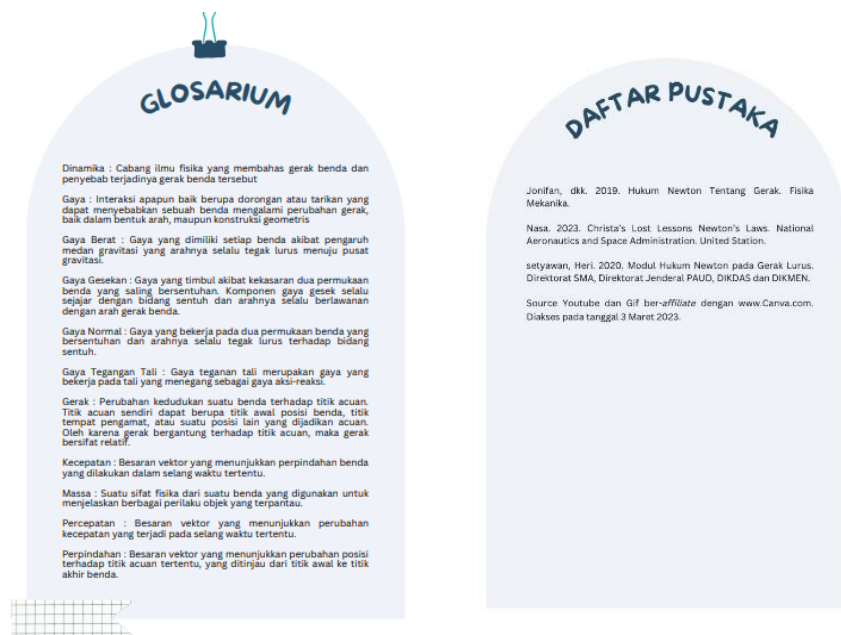 GLOSARIUM
Dinamika : Cabang ilmu fisika yang membahas gerak benda dan
penyebab terjadinya gerak benda tersebut
Gaya : Interaksi apapun baik berupa dorongan atau tarikan yang
dapat menyebabkan sebuah benda mengalami perubahan gerak,
baik dalam bentuk arah, maupun konstruksi geometris
Gaya Berat : Gaya yang dimiliki setiap benda akibat pengaruh
medan gravitasi yang arahnya selalu tegak lurus menuju pusat
gravitasi.
Gaya Gesekan : Gaya yang timbul akibat kekasaran dua permukaan
benda yang saling bersentuhan. Komponen gaya gesek selalu
sejajar dengan bidang sentuh dan arahnya selalu berlawanan
dengan arah gerak benda.
Gaya Normal : Gaya yang bekerja pada dua permukaan benda yang
bersentuhan dan arahnya selalu tegak lurus terhadap bidang
sentuh.
Gaya Tegangan Tali : Gaya teganan tali merupakan gaya yang
bekerja pada tali yang menegang sebagai gaya aksi-reaksi.
Gerak : Perubahan kedudukan suatu benda terhadap titik acuan.
Titik acuan sendiri dapat berupa titik awal posisi benda, titik
tempat pengamat, atau suatu posisi lain yang dijadikan acuan.
Oleh karena gerak bergantung terhadap titik acuan, maka gerak
bersifat relatif.
Kecepatan : Besaran vektor yang menunjukkan perpindahan benda
yang dilakukan dalam selang waktu tertentu.
Massa : Suatu sifat fisika dari suatu benda yang digunakan untuk
menjelaskan berbagai perilaku objek yang terpantau.
Percepatan : Besaran vektor yang menunjukkan perubahan
kecepatan yang terjadi pada selang waktu tertentu.
Perpindahan : Besaran vektor yang menunjukkan perubahan posisi
terhadap titik acuan tertentu, yang ditinjau dari titik awal ke titik
akhir benda.
DAFTAR PUSTAKA
Jonifan, dkk. 2019. Hukum Newton Tentang Gerak. Fisika
Mekanika.
Nasa. 2023. Christa's Lost Lessons Newton's Laws. National
Aeronautics and Space Administration. United Station.
setyawan, Heri. 2020. Modul Hukum Newton pada Gerak Lurus.
Direktorat SMA, Direktorat Jenderal PAUD, DIKDAS dan DIKMEN.
Source Youtube dan Gif ber-affiliate dengan www.Canva.com.
Diakses pada tanggal 3 Maret 2023.